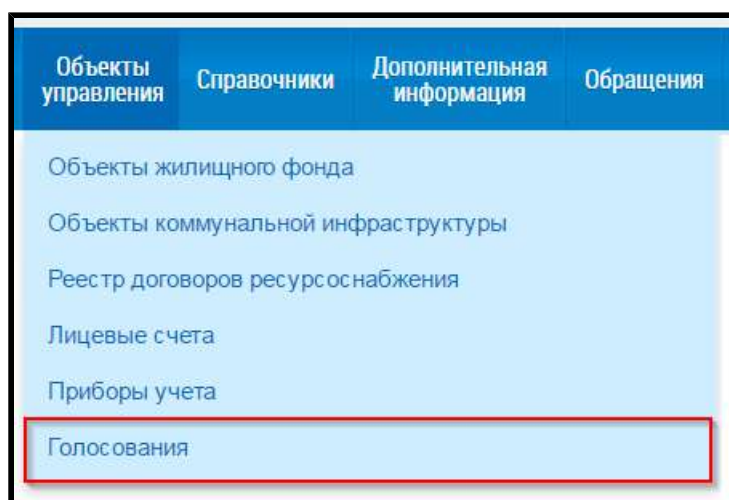 Объекты управления
Справочники
Дополнительная информация
Обращения
Объекты жилищного фонда
Объекты коммунальной инфраструктуры
Реестр договоров ресурсоснабжения
Лицевые счета
Приборы учета
Голосования